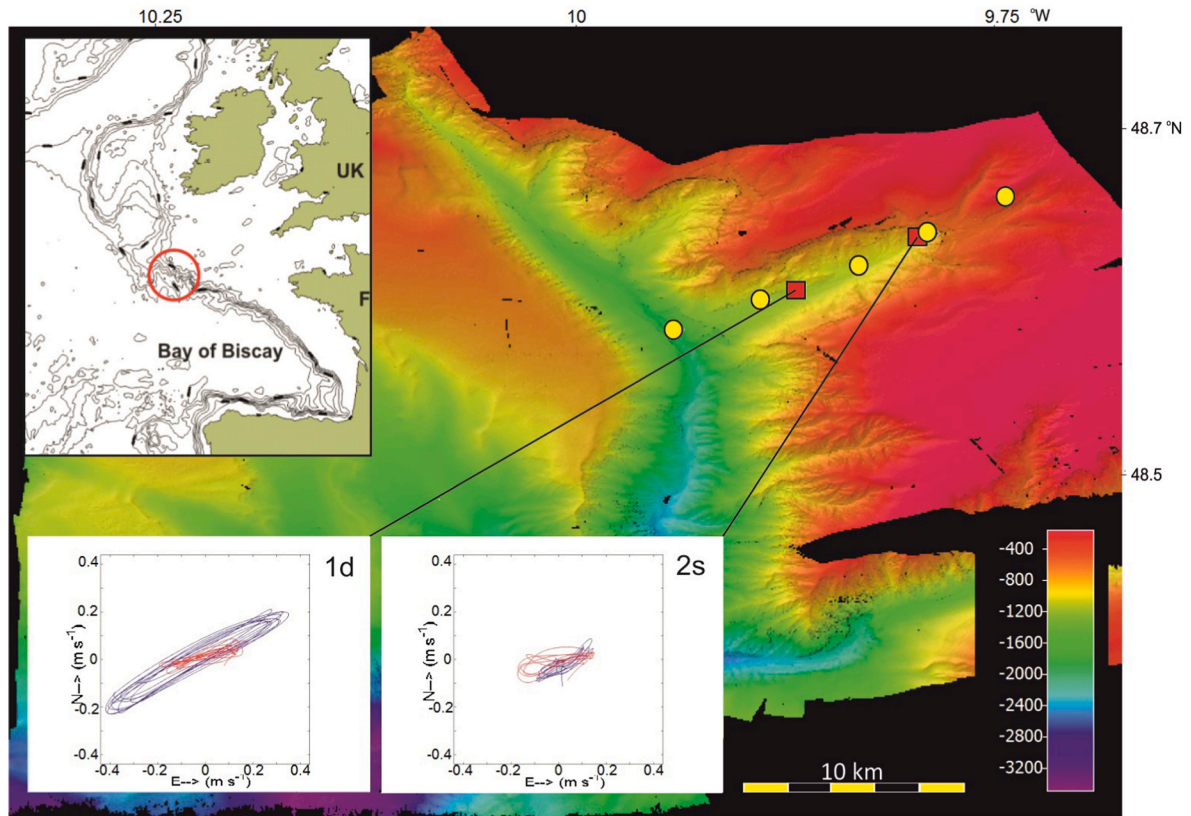 10.25 10 9.75 °W
48.7 °N
48.5
UK
F
Bay of Biscay
1d
0.4
0.2
0
-0.2
-0.4
N--> (m s-1)
-0.4 -0.2 0 0.2 0.4
E--> (m s-1)
2s
0.4
0.2
0
-0.2
-0.4
N--> (m s-1)
-0.4 -0.2 0 0.2 0.4
E--> (m s-1)
-400
-800
-1200
-1600
-2000
-2400
-2800
-3200
10 km